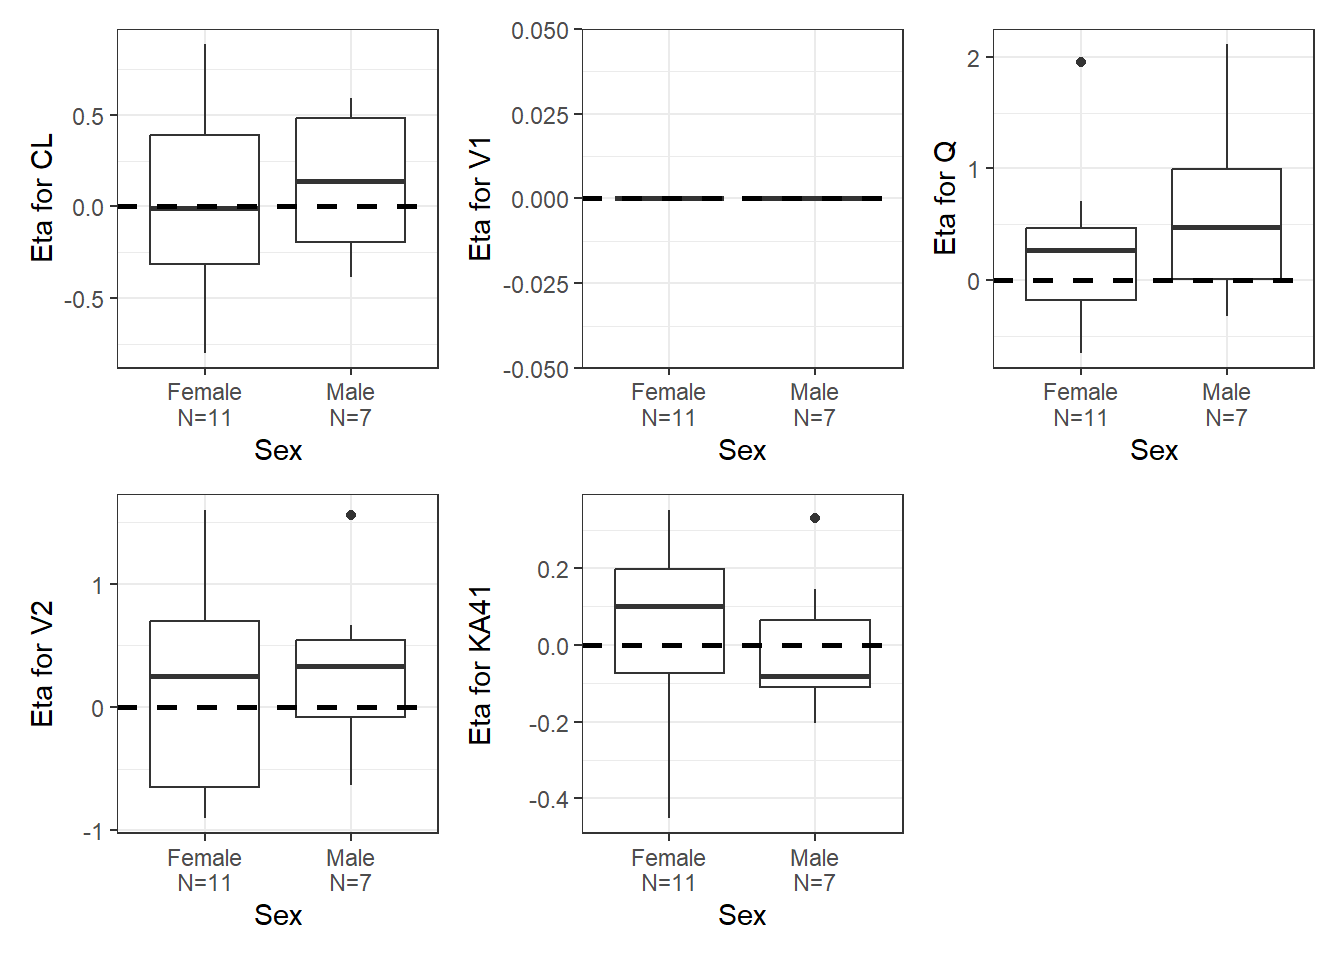 Eta for CL
0.5
0.0
-0.5
Female
N=11
Male
N=7
Sex
Eta for V1
0.050
0.025
0.000
-0.025
-0.050
Female
N=11
Male
N=7
Sex
Eta for Q
2
1
0
Female
N=11
Male
N=7
Sex
Eta for V2
1
0
-1
Female
N=11
Male
N=7
Sex
Eta for KA41
0.2
0.0
-0.2
-0.4
Female
N=11
Male
N=7
Sex